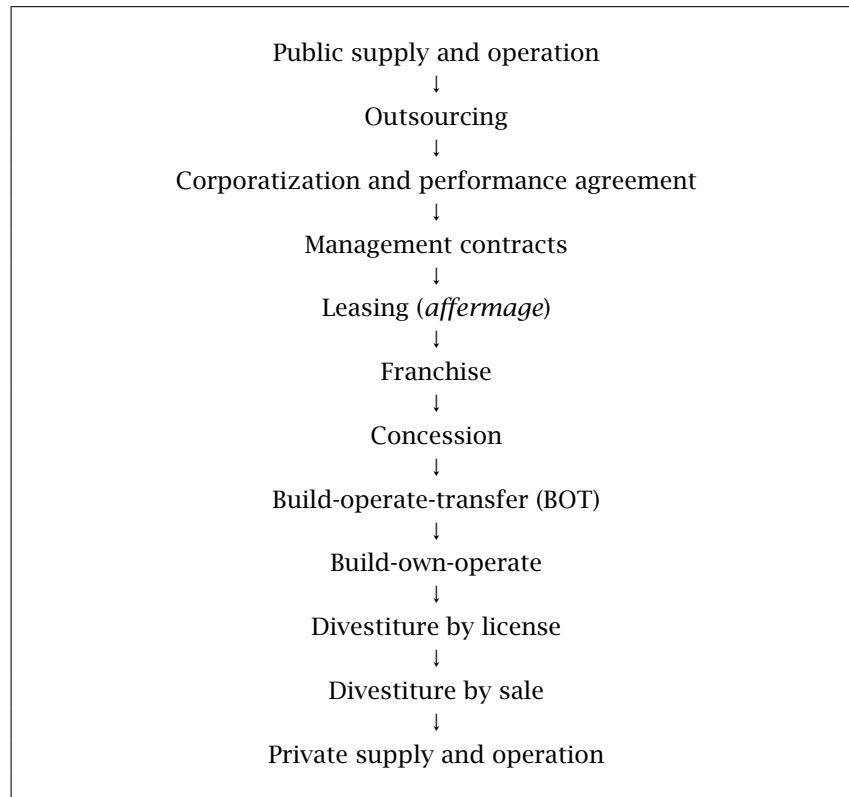 Public supply and operation
↓
Outsourcing
↓
Corporatization and performance agreement
↓
Management contracts
↓
Leasing (affermage)
↓
Franchise
↓
Concession
↓
Build-operate-transfer (BOT)
↓
Build-own-operate
↓
Divestiture by license
↓
Divestiture by sale
↓
Private supply and operation